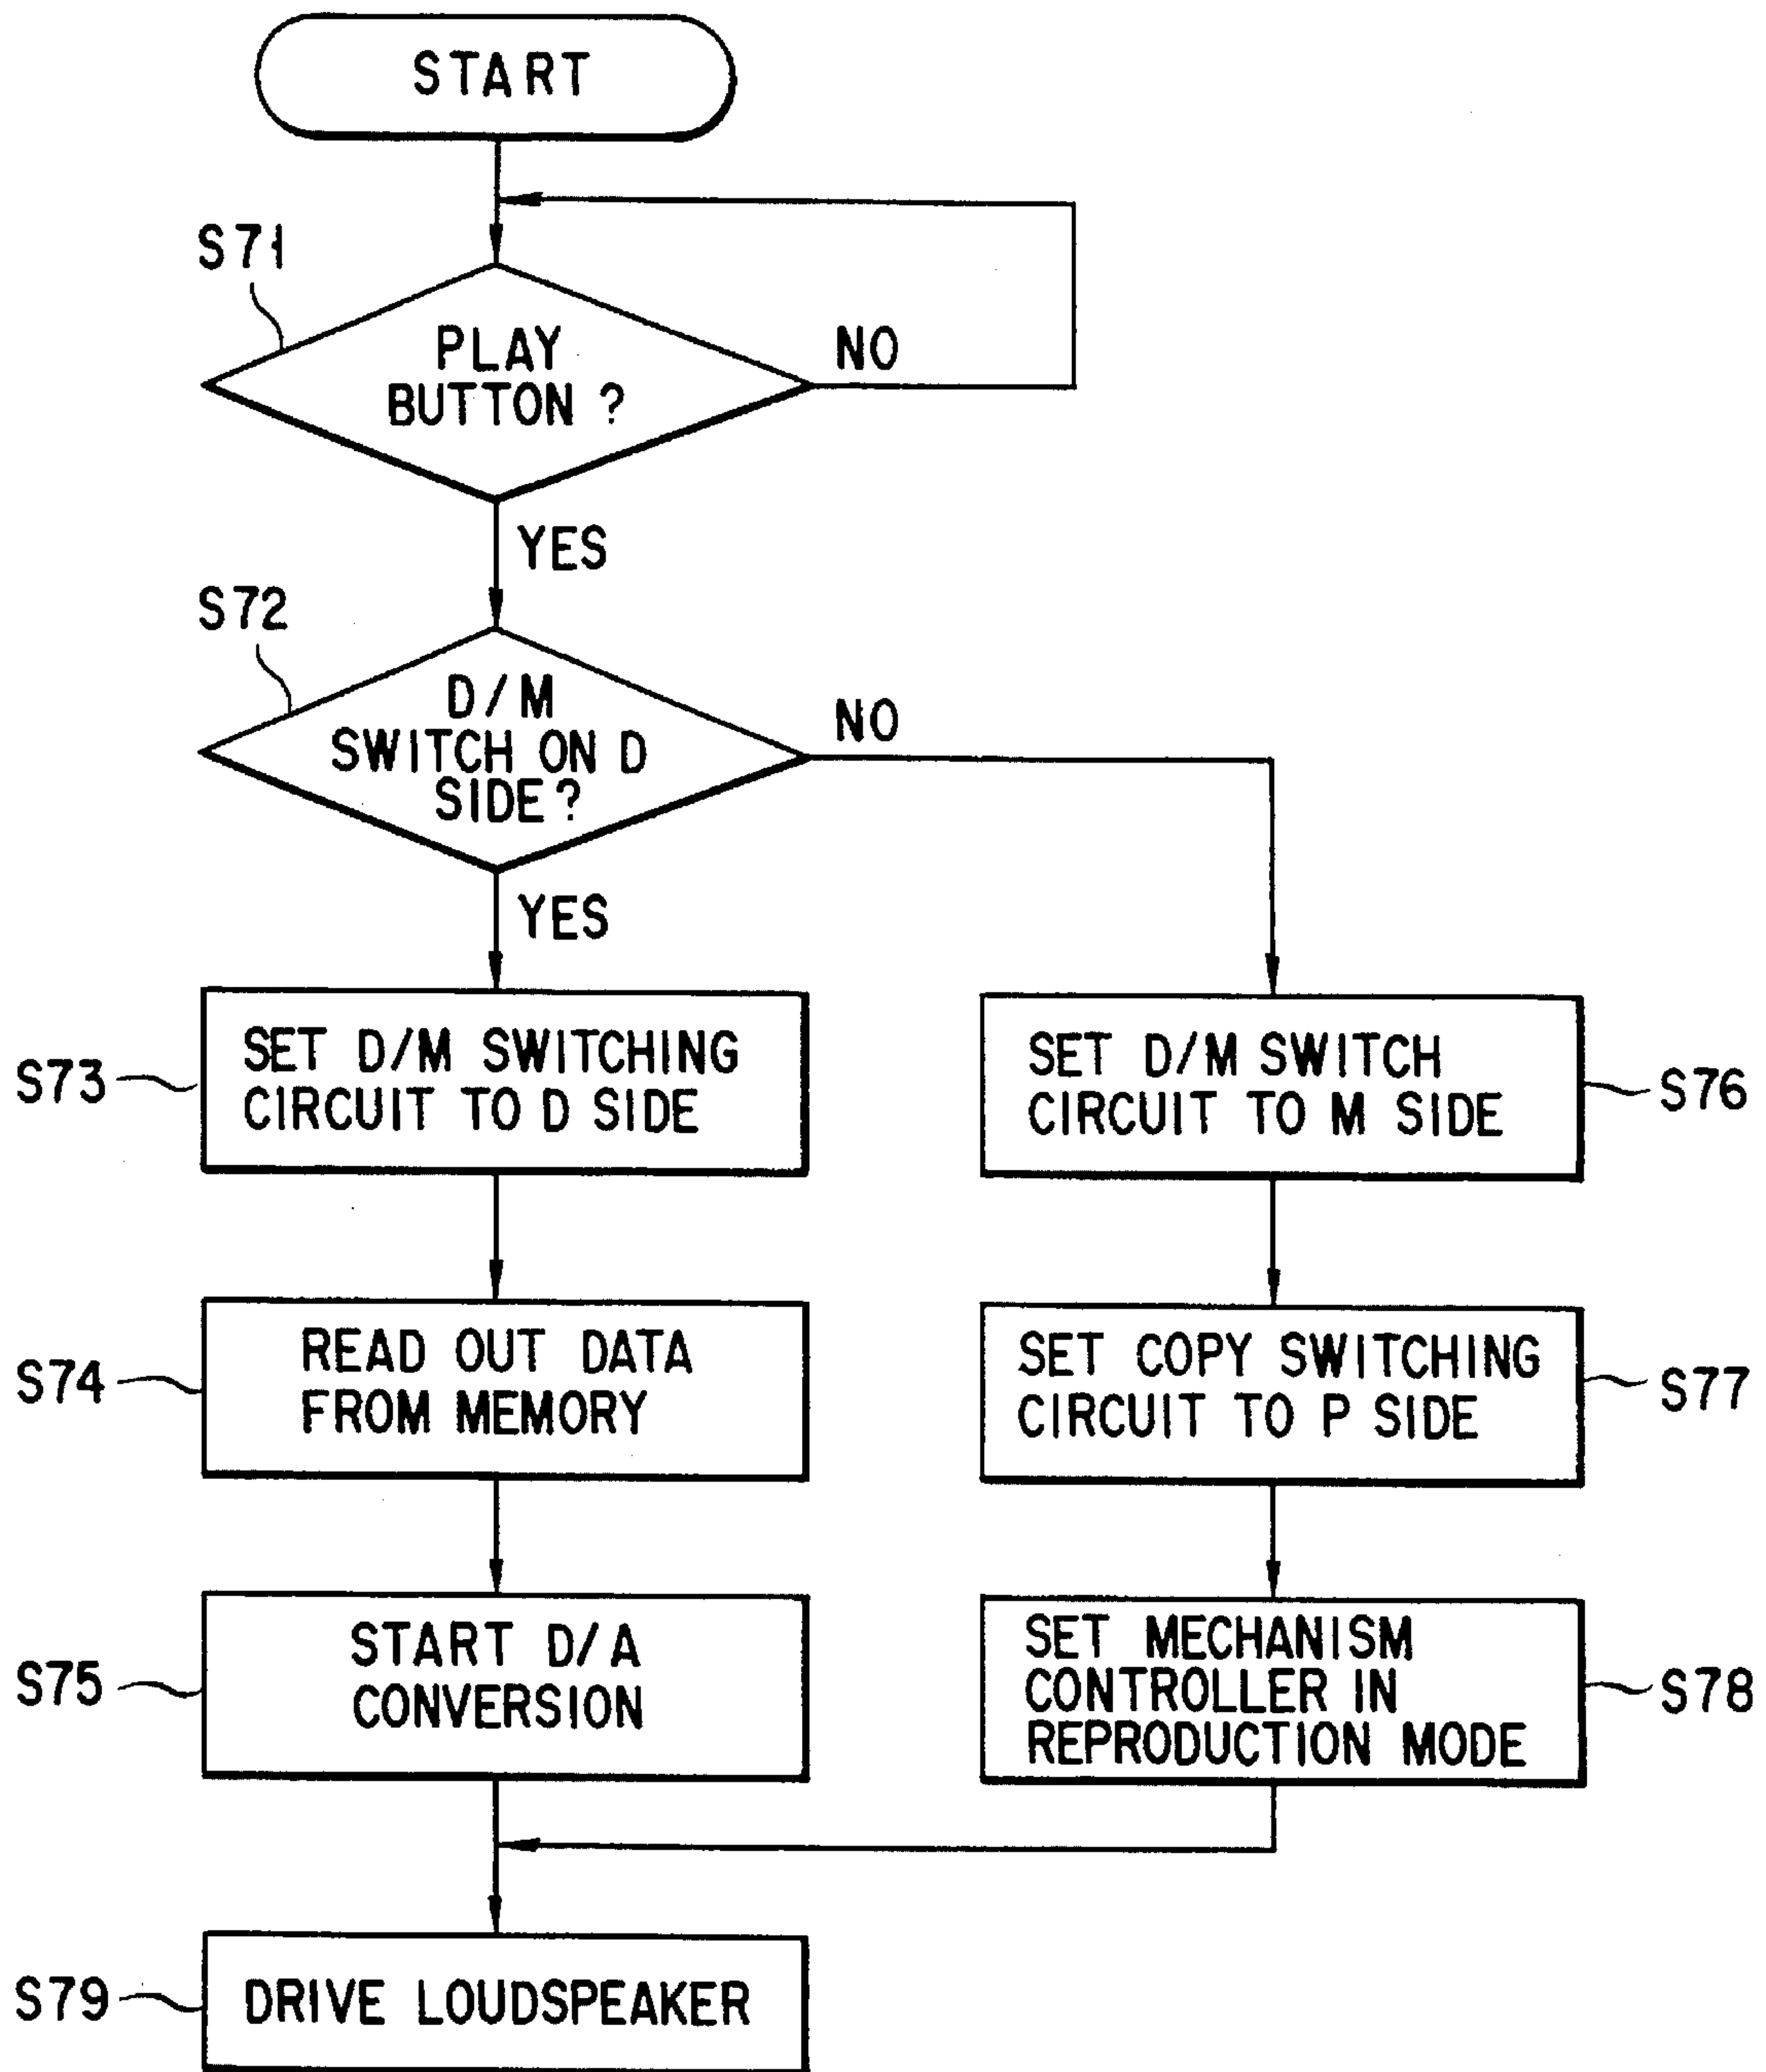 START
S71
PLAY
BUTTON ?
NO
YES
S72
D/M
SWITCH ON D
SIDE?
NO
YES
S73
SET D/M SWITCHING
CIRCUIT TO D SIDE
SET D/M SWITCH
CIRCUIT TO M SIDE
S76
S74
READ OUT DATA
FROM MEMORY
SET COPY SWITCHING
CIRCUIT TO P SIDE
S77
S75
START D/A
CONVERSION
SET MECHANISM
CONTROLLER IN
REPRODUCTION MODE
S78
S79
DRIVE LOUDSPEAKER